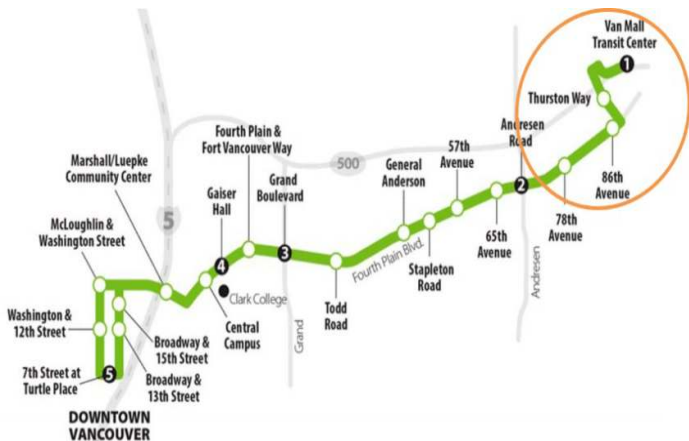 Van Mall
Transit Center
1
Thurston Way
Andresen
Road
57th
Avenue
General
Anderson
Fourth Plain &
Fort Vancouver Way
500
86th
Avenue
Marshall/Luepke
Community Center
Grand
Boulevard
Gaiser
Hall
2
78th
Avenue
65th
Avenue
5
McLoughlin &
Washington Street
4
3
Fourth Plain Blvd.
Stapleton
Road
Andresen
Clark College
Todd
Road
Central
Campus
Grand
Washington &
12th Street
Broadway &
15th Street
7th Street at
Turtle Place
5
Broadway &
13th Street
DOWNTOWN
VANCOUVER